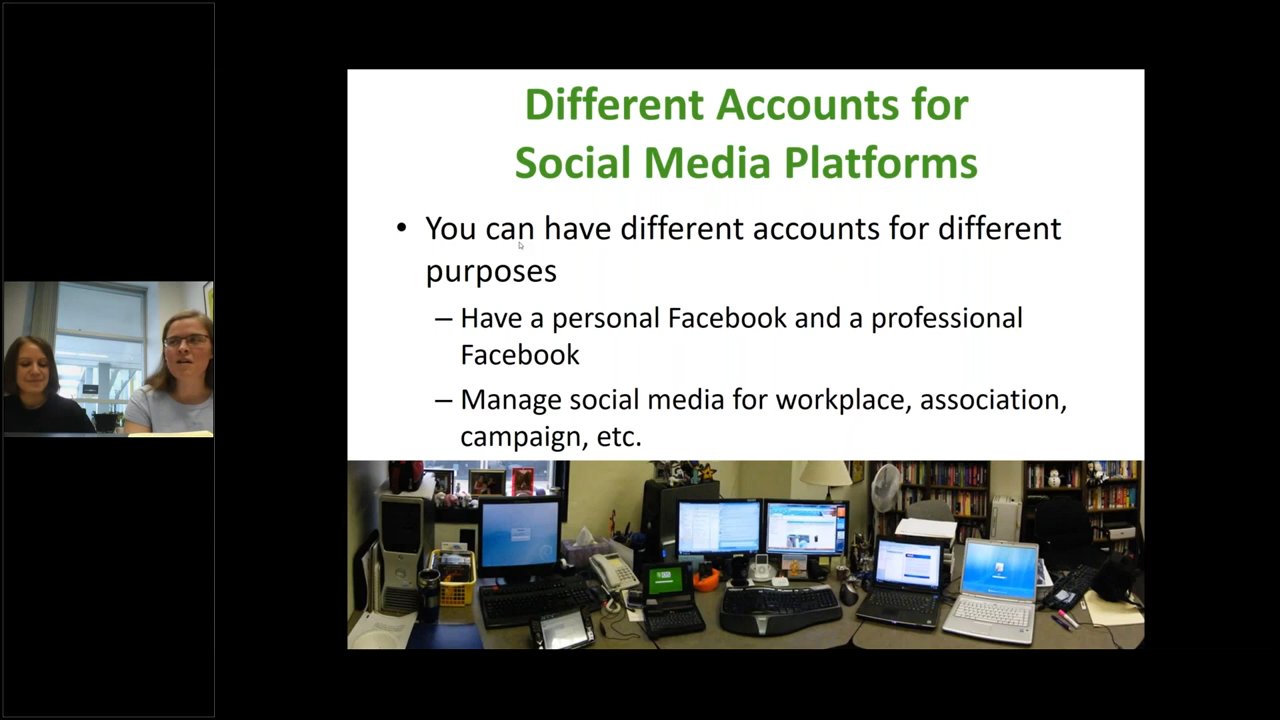 Different Accounts for
Social Media Platforms
• You can have different accounts for different
purposes
– Have a personal Facebook and a professional
Facebook
– Manage social media for workplace, association,
campaign, etc.